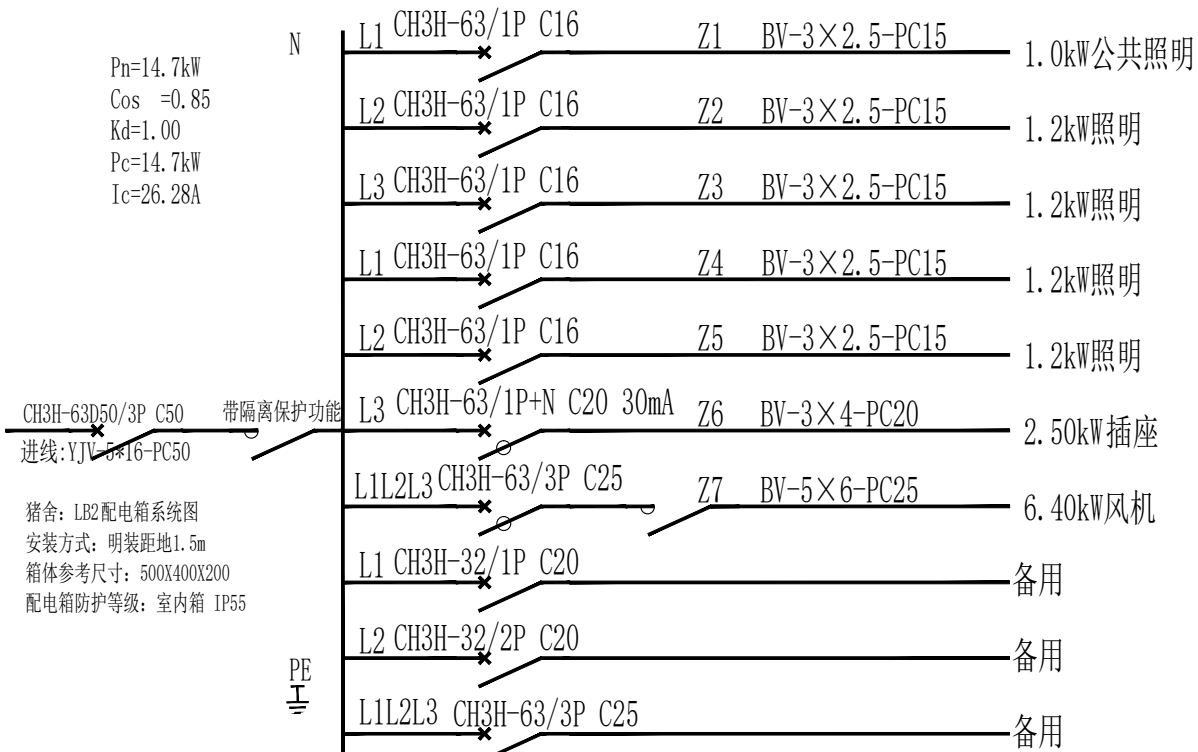 N
Pn=14.7kW
Cos =0.85
Kd=1.00
Pc=14.7kW
Ic=26.28A
L1 CH3H-63/1P C16 Z1 BV-3×2.5-PC15 1.0kW公共照明
L2 CH3H-63/1P C16 Z2 BV-3×2.5-PC15 1.2kW照明
L3 CH3H-63/1P C16 Z3 BV-3×2.5-PC15 1.2kW照明
L1 CH3H-63/1P C16 Z4 BV-3×2.5-PC15 1.2kW照明
L2 CH3H-63/1P C16 Z5 BV-3×2.5-PC15 1.2kW照明
CH3H-63D50/3P C50 带隔离保护功能
进线:YJV-5*16-PC50
L3 CH3H-63/1P+N C20 30mA Z6 BV-3×4-PC20 2.50kW插座
L1L2L3 CH3H-63/3P C25 Z7 BV-5×6-PC25 6.40kW风机
猪舍: LB2配电箱系统图
安装方式: 明装距地1.5m
箱体参考尺寸: 500X400X200
配电箱防护等级: 室内箱 IP55
L1 CH3H-32/1P C20 备用
L2 CH3H-32/2P C20 备用
PE
L1L2L3 CH3H-63/3P C25 备用